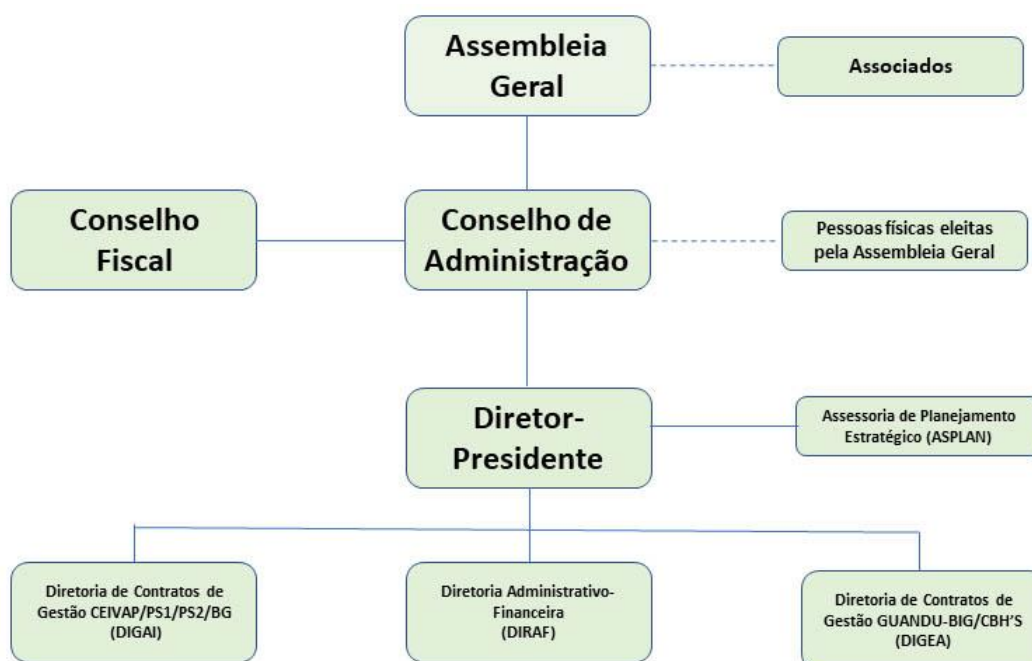 Assembleia
Geral
Associados
Conselho
Fiscal
Conselho de
Administração
Pessoas físicas eleitas
pela Assembleia Geral
Diretor-
Presidente
Assessoria de Planejamento
Estratégico (ASPLAN)
Diretoria de Contratos de
Gestão CEIVAP/PS1/PS2/BG
(DIGAI)
Diretoria Administrativo-
Financeira
(DIRAF)
Diretoria de Contratos de
Gestão GUANDU-BIG/CBH'S
(DIGEA)